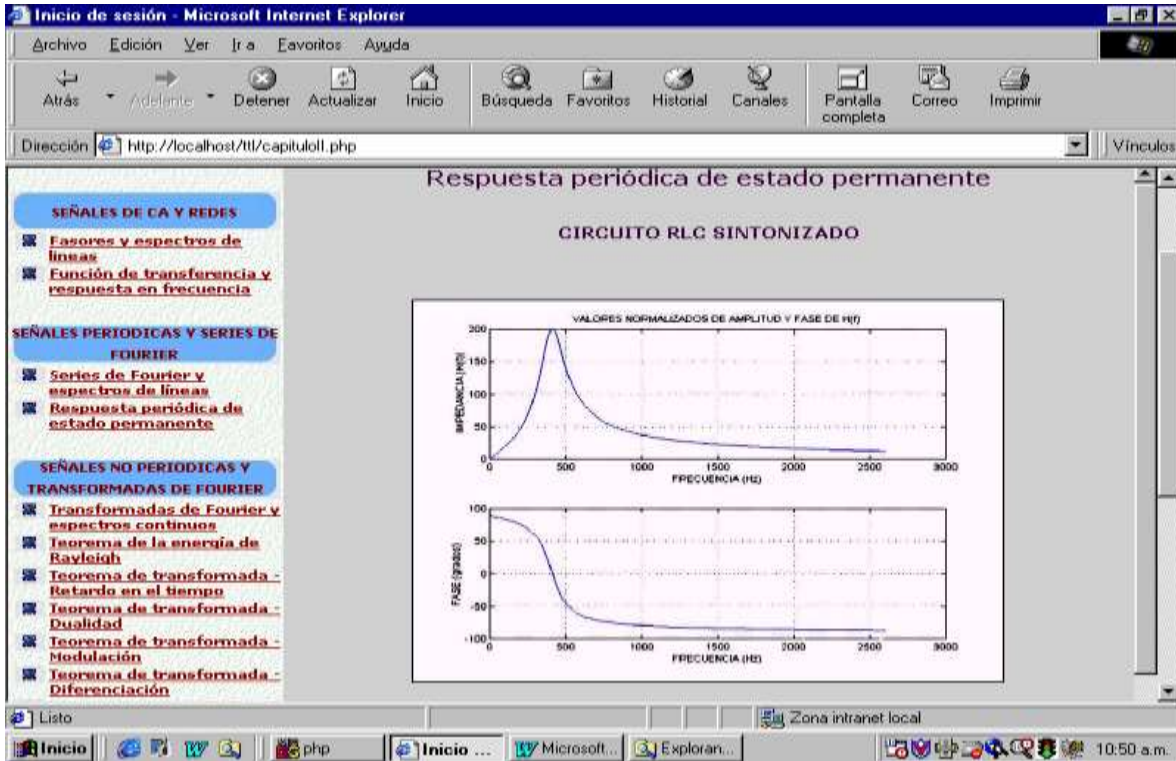 Inicio de sesión - Microsoft Internet Explorer
Archivo Edición Ver Ir a Favoritos Ayuda
Atrás Adelante Detener Actualizar Inicio Búsqueda Favoritos Historial Canales Pantalla completa Correo Imprimir
Dirección http://localhost/ttl/capituloII.php Vínculos
SEÑALES DE CA Y REDES
Fasores y espectros de
líneas
Función de transferencia y
respuesta en frecuencia
SEÑALES PERIODICAS Y SERIES DE
FOURIER
Series de Fourier y
espectros de líneas
Respuesta periódica de
estado permanente
SEÑALES NO PERIODICAS Y
TRANSFORMADAS DE FOURIER
Transformadas de Fourier y
espectros continuos
Teorema de la energía de
Rayleigh
Teorema de transformada -
Retardo en el tiempo
Teorema de transformada -
Dualidad
Teorema de transformada -
Modulación
Teorema de transformada -
Diferenciación
Respuesta periódica de estado permanente
CIRCUITO RLC SINTONIZADO
VALORES NORMALIZADOS DE AMPLITUD Y FASE DE H(f)
IMPEDANCIA |H(f)|
200
150
100
50
0
0 500 1000 1500 2000 2500 3000
FRECUENCIA (Hz)
FASE (grados)
100
50
0
-50
-100
0 500 1000 1500 2000 2500 3000
FRECUENCIA (Hz)
Listo Zona intranet local
Inicio php Inicio ... Microsoft... Exploran... 10:50 a.m.